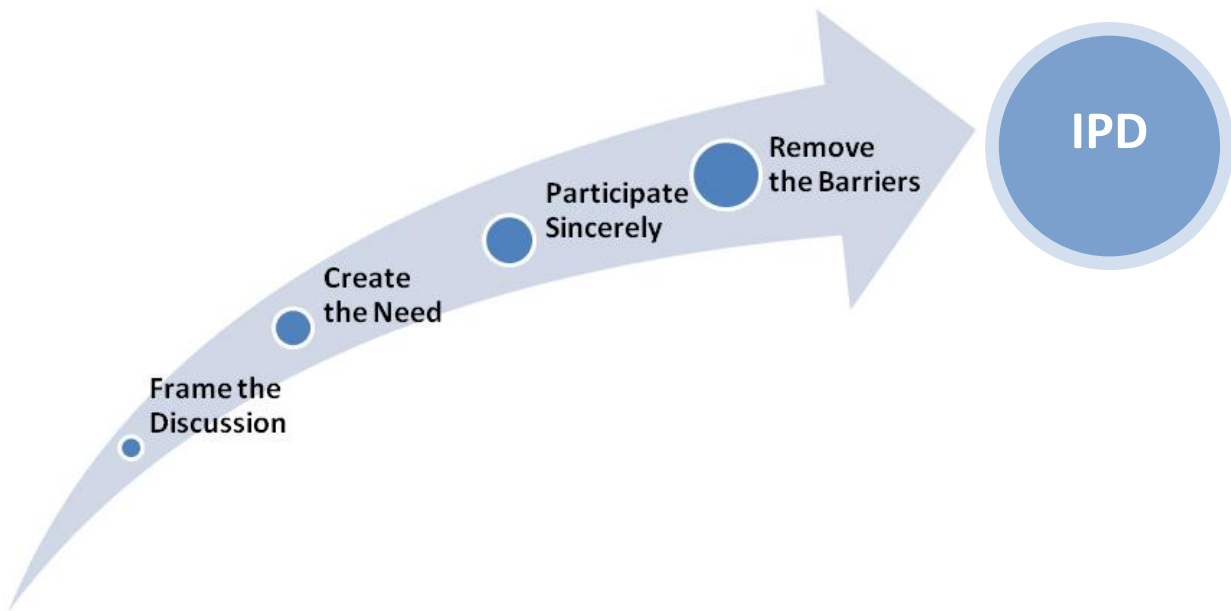 Frame the
Discussion
Create
the Need
Participate
Sincerely
Remove
the Barriers
IPD